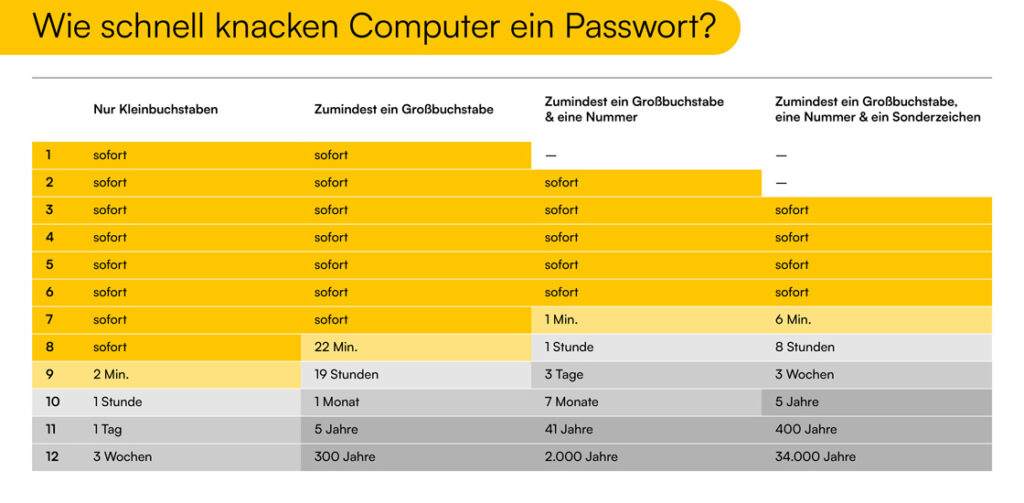 Wie schnell knacken Computer ein Passwort?
Nur Kleinbuchstaben
Zumindest ein Großbuchstabe
Zumindest ein Großbuchstabe
& eine Nummer
Zumindest ein Großbuchstabe,
eine Nummer & ein Sonderzeichen
1 sofort sofort — —
2 sofort sofort sofort —
3 sofort sofort sofort sofort
4 sofort sofort sofort sofort
5 sofort sofort sofort sofort
6 sofort sofort sofort sofort
7 sofort sofort 1 Min. 6 Min.
8 sofort 22 Min. 1 Stunde 8 Stunden
9 2 Min. 19 Stunden 3 Tage 3 Wochen
10 1 Stunde 1 Monat 7 Monate 5 Jahre
11 1 Tag 5 Jahre 41 Jahre 400 Jahre
12 3 Wochen 300 Jahre 2.000 Jahre 34.000 Jahre